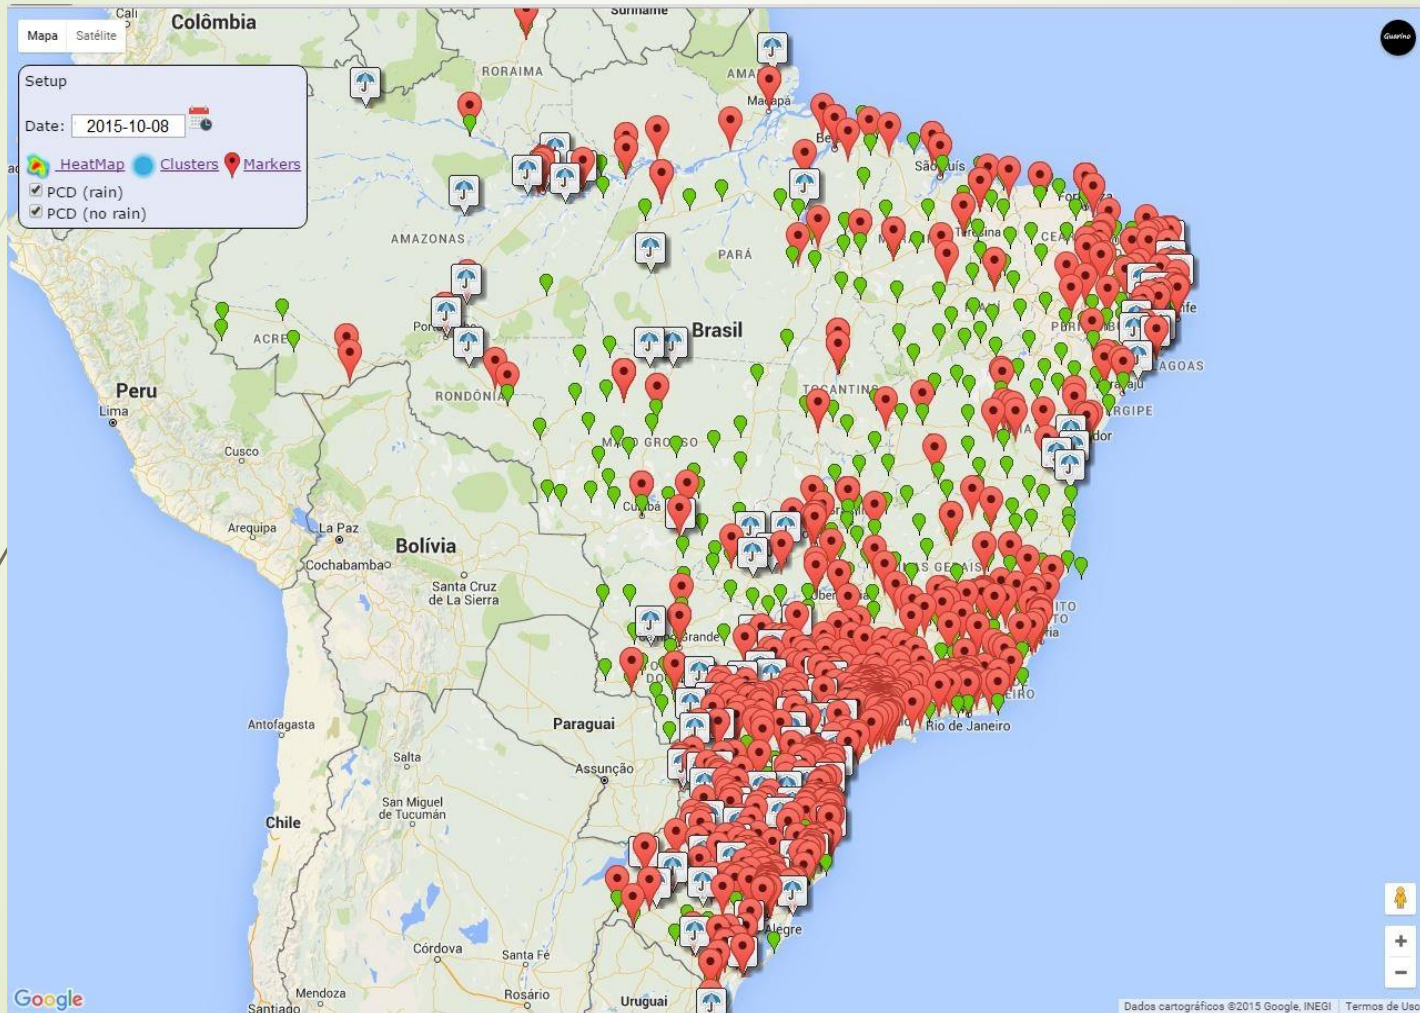 Cali
Colômbia
Suriname
Mapa Satélite
Guarino
RORAIMA
Setup
Macapá
Date: 2015-10-08
São Luís
HeatMap Clusters Markers
PCD (rain)
PCD (no rain)
Teresina
AMAZONAS
PARÁ
Brasil
ACRE
Peru
TOCANTINS
RONDÔNIA
Lima
MATO GROSSO
Cusco
Arequipa
La Paz
Bolívia
Cochabamba
Santa Cruz
de La Sierra
Antofagasta
Paraguai
Rio de Janeiro
Salta
Assunção
San Miguel
de Tucumán
Chile
Córdova
Santa Fé
Mendoza
Rosário
Uruguai
Santiago
Google
Dados cartográficos ©2015 Google, INEGI Termos de Uso